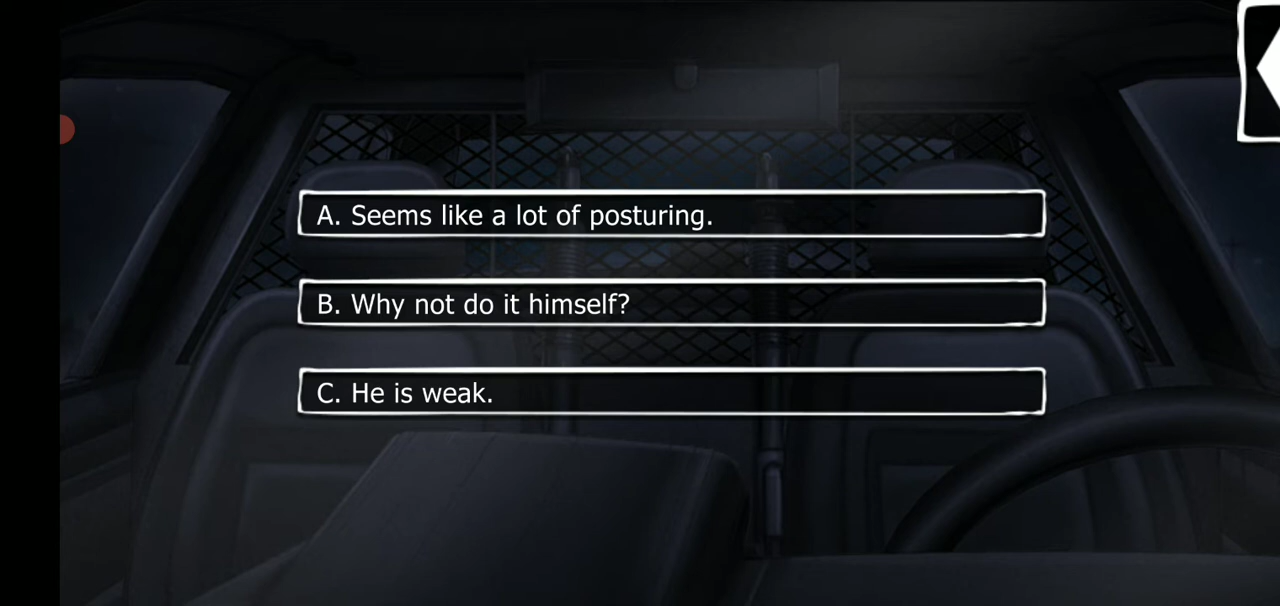 A. Seems like a lot of posturing.
B. Why not do it himself?
C. He is weak.